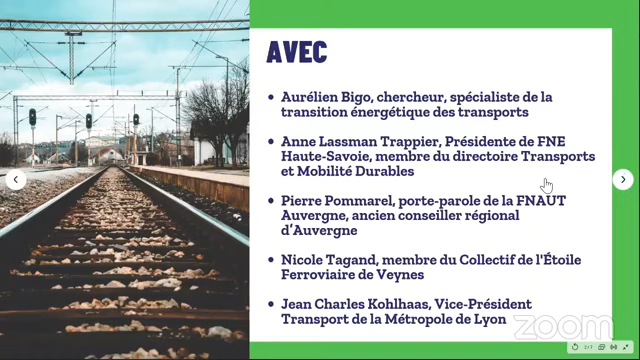 AVEC
• Aurélien Bigo, chercheur, spécialiste de la
transition énergétique des transports
• Anne Lassman Trappier, Présidente de FNE
Haute-Savoie, membre du directoire Transports
et Mobilité Durables
• Pierre Pommarel, porte-parole de la FNAUT
Auvergne, ancien conseiller régional
d'Auvergne
• Nicole Tagand, membre du Collectif de l'Étoile
Ferroviaire de Veynes
• Jean Charles Kohlhaas, Vice-Président
Transport de la Métropole de Lyon
zoom
2/7